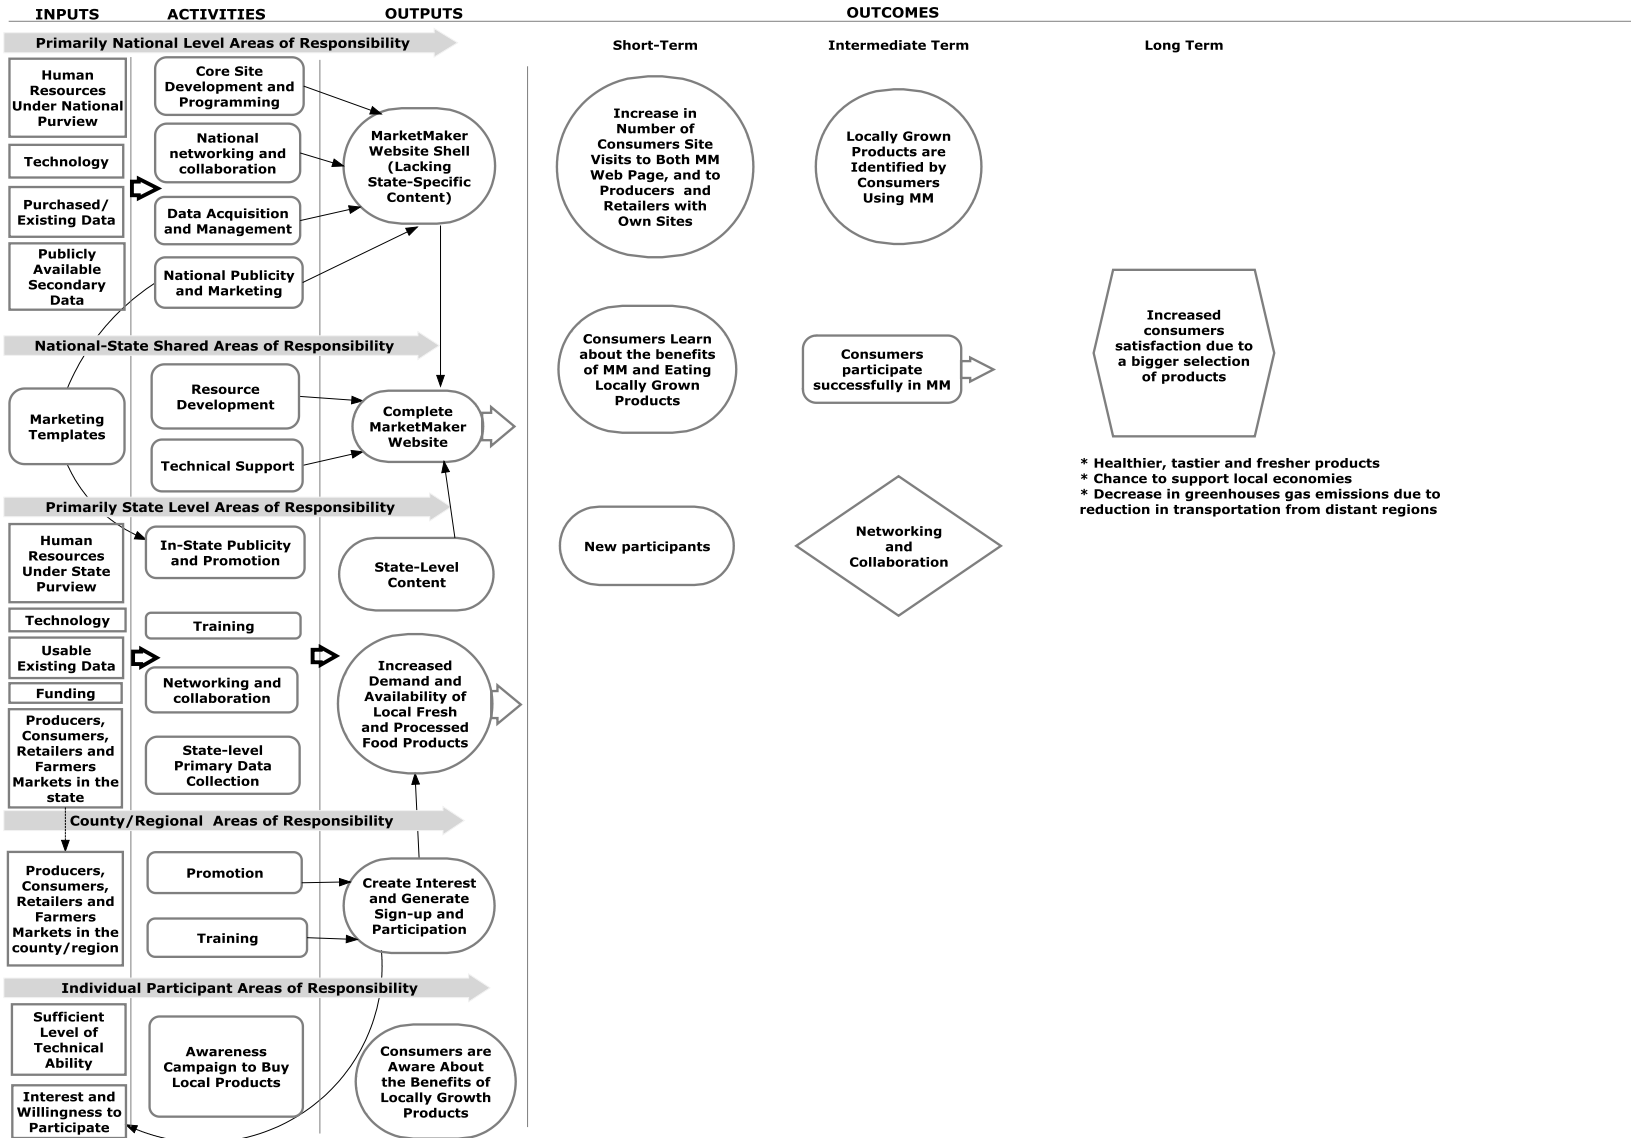 INPUTS
ACTIVITIES
OUTPUTS
OUTCOMES
Primarily National Level Areas of Responsibility
Short-Term
Intermediate Term
Long Term
Human
Resources
Under National
Purview
Technology
Purchased/
Existing Data
Publicly
Available
Secondary
Data
Core Site
Development and
Programming
National
networking and
collaboration
Data Acquisition
and Management
National Publicity
and Marketing
MarketMaker
Website Shell
(Lacking
State-Specific
Content)
Increase in
Number of
Consumers Site
Visits to Both MM
Web Page, and to
Producers and
Retailers with
Own Sites
Locally Grown
Products are
Identified by
Consumers
Using MM
National-State Shared Areas of Responsibility
Marketing
Templates
Resource
Development
Technical Support
Complete
MarketMaker
Website
Consumers Learn
about the benefits
of MM and Eating
Locally Grown
Products
Consumers
participate
successfully in MM
Increased
consumers
satisfaction due to
a bigger selection
of products
* Healthier, tastier and fresher products
* Chance to support local economies
* Decrease in greenhouses gas emissions due to
reduction in transportation from distant regions
Primarily State Level Areas of Responsibility
Human
Resources
Under State
Purview
Technology
Usable
Existing Data
Funding
Producers,
Consumers,
Retailers and
Farmers
Markets in the
state
In-State Publicity
and Promotion
Training
Networking and
collaboration
State-level
Primary Data
Collection
State-Level
Content
Increased
Demand and
Availability of
Local Fresh
and Processed
Food Products
New participants
Networking
and
Collaboration
County/Regional Areas of Responsibility
Producers,
Consumers,
Retailers and
Farmers
Markets in the
county/region
Promotion
Training
Create Interest
and Generate
Sign-up and
Participation
Individual Participant Areas of Responsibility
Sufficient
Level of
Technical
Ability
Interest and
Willingness to
Participate
Awareness
Campaign to Buy
Local Products
Consumers are
Aware About
the Benefits of
Locally Growth
Products